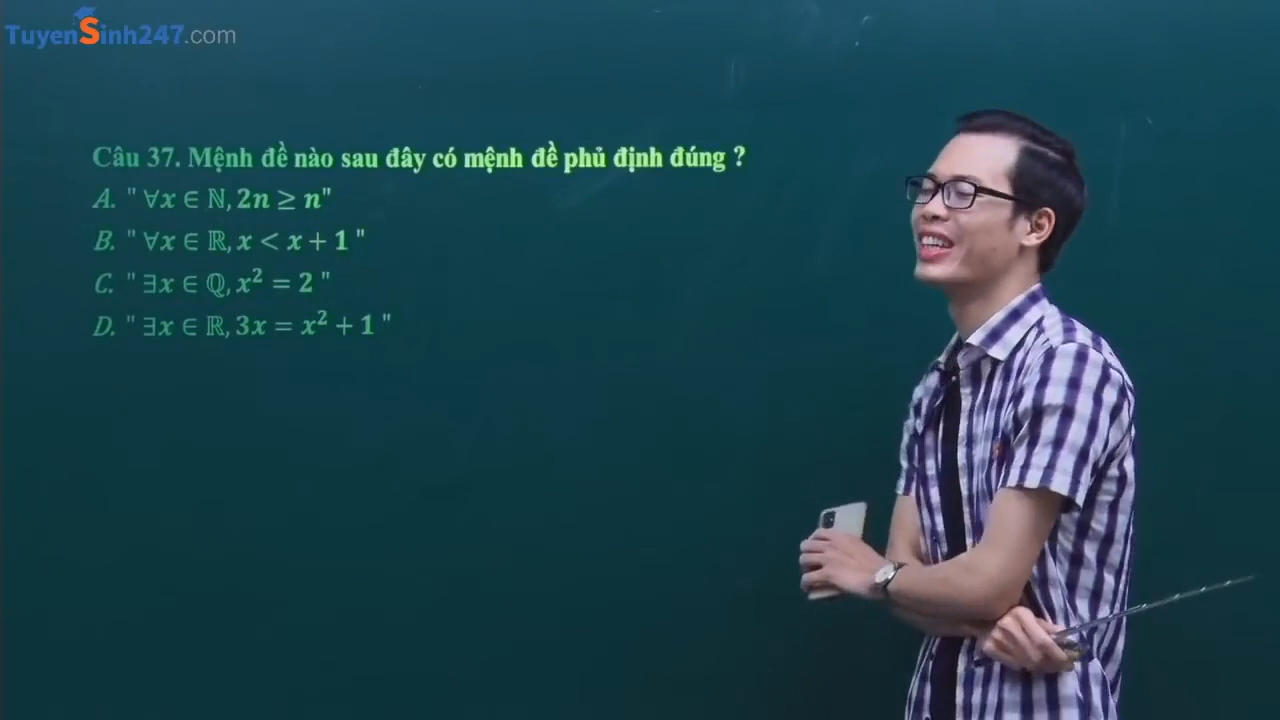 TuyenSinh247.com
Câu 37. Mệnh đề nào sau đây có mệnh đề phủ định đúng ?
A. " ∀x ∈ ℕ, 2n ≥ n"
B. " ∀x ∈ ℝ, x < x + 1 "
C. " ∃x ∈ ℚ, x² = 2 "
D. " ∃x ∈ ℝ, 3x = x² + 1 "